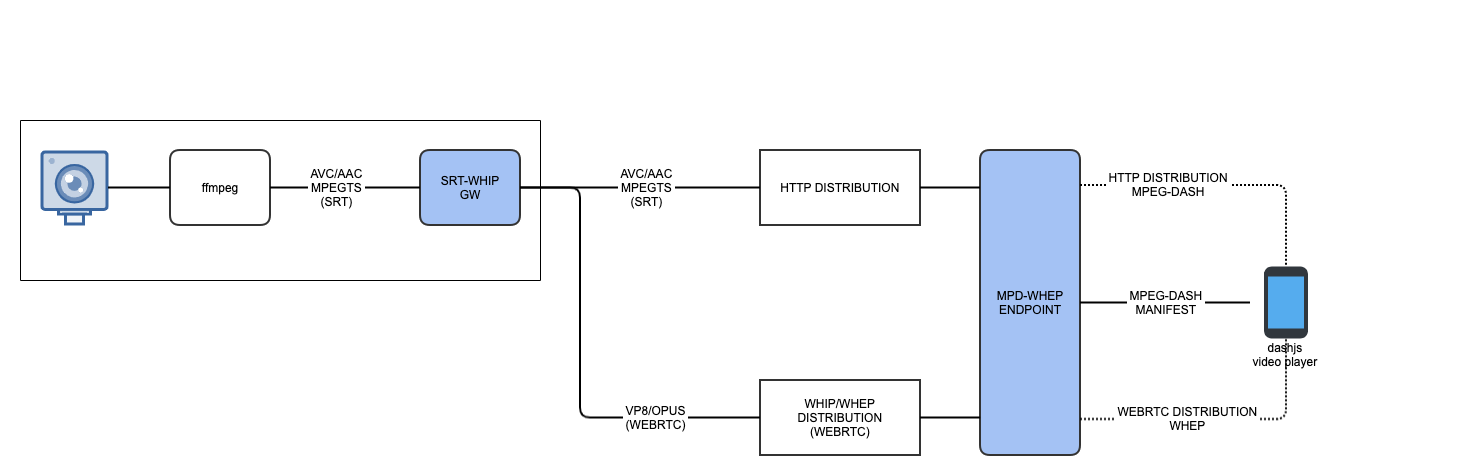 ffmpeg
AVC/AAC
MPEGTS
(SRT)
SRT-WHIP
GW
AVC/AAC
MPEGTS
(SRT)
HTTP DISTRIBUTION
HTTP DISTRIBUTION
MPEG-DASH
MPD-WHEP
ENDPOINT
MPEG-DASH
MANIFEST
dashjs
video player
VP8/OPUS
(WEBRTC)
WHIP/WHEP
DISTRIBUTION
(WEBRTC)
WEBRTC DISTRIBUTION
WHEP